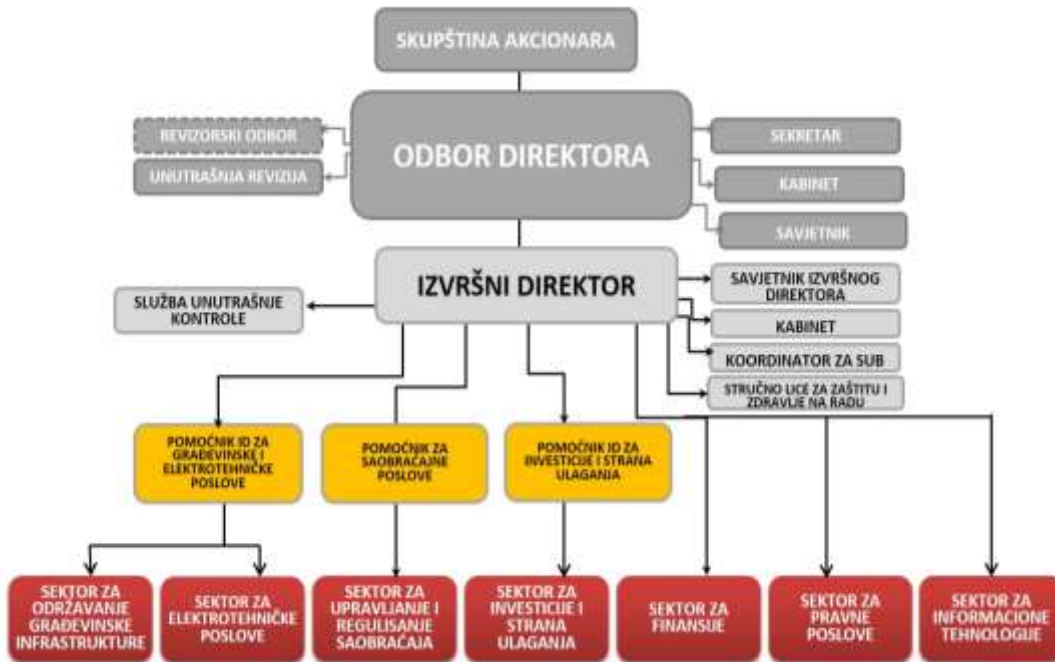 SKUPŠTINA AKCIONARA
REVIZORSKI ODBOR
UNUTRAŠNJA REVIZIJA
ODBOR DIREKTORA
SEKRETAR
KABINET
SAVJETNIK
IZVRŠNI DIREKTOR
SLUŽBA UNUTRAŠNJE
KONTROLE
SAVJETNIK IZVRŠNOG
DIREKTORA
KABINET
KOORDINATOR ZA SUB
STRUČNO LICE ZA ZAŠTITU I
ZDRAVLJE NA RADU
POMOĆNIK ID ZA
GRAĐEVINSKE I
ELEKTROTEHNIČKE
POSLOVE
POMOĆNIK ZA
SAOBRAĆAJNE
POSLOVE
POMOĆNIK ID ZA
INVESTICIJE I STRANA
ULAGANJA
SEKTOR ZA
ODRŽAVANJE
GRAĐEVINSKE
INFRASTRUKTURE
SEKTOR ZA
ELEKTROTEHNIČKE
POSLOVE
SEKTOR ZA
UPRAVLJANJE I
REGULISANJE
SAOBRAĆAJA
SEKTOR ZA
INVESTICIJE I
STRANA
ULAGANJA
SEKTOR ZA
FINANSIJE
SEKTOR ZA
PRAVNE
POSLOVE
SEKTOR ZA
INFORMACIONE
TEHNOLOGIJE